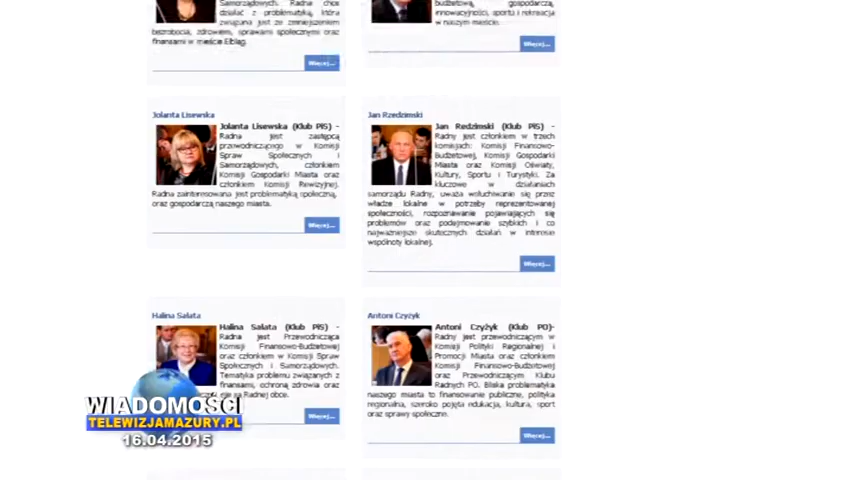 Samorządowych. Radna chce
działać z problematyką, która
związana jest ze zmniejszeniem
bezrobocia, zdrowiem, sprawami społecznymi oraz
finansami w mieście Elbląg.
Więcej...
budżetową, gospodarczą,
innowacyjności, sportu i rekreacja
w naszym mieście.
Więcej...
Jolanta Lisewska
Jolanta Lisewska (Klub PiS) -
Radna jest zastępcą
przewodniczącego w Komisji
Spraw Społecznych i
Samorządowych, członkiem
Komisji Gospodarki Miasta oraz
członkiem Komisji Rewizyjnej.
Radna zainteresowana jest problematyką społeczną,
oraz gospodarczą naszego miasta.
Więcej...
Jan Rzedzimski
Jan Redzimski (Klub PiS) -
Radny jest członkiem w trzech
komisjach: Komisji Finansowo-
Budżetowej, Komisji Gospodarki
Miasta oraz Komisji Oświaty,
Kultury, Sportu i Turystyki. Za
kluczowe w działaniach
samorządu Radny, uważa wsłuchiwanie się przez
władze lokalne w potrzeby reprezentowanej
społeczności, rozpoznawanie pojawiających się
problemów oraz podejmowanie szybkich i co
najważniejsze skutecznych działań w interesie
wspólnoty lokalnej.
Więcej...
Halina Sałata
Halina Sałata (Klub PiS) -
Radna jest Przewodniczącą
Komisji Finansowo-Budżetowej
oraz członkiem w Komisji Spraw
Społecznych i Samorządowych.
Tematyka problemu związanych z
finansami, ochroną zdrowia oraz
nie są Radnej obce.
Więcej...
Antoni Czyżyk
Antoni Czyżyk (Klub PO)-
Radny jest przewodniczącym w
Komisji Polityki Regionalnej i
Promocji Miasta oraz członkiem
Komisji Finansowo-Budżetowej
oraz Przewodniczącym Klubu
Radnych PO. Bliska problematyka
naszego miasta to finansowanie publiczne, polityka
regionalna, szeroko pojęta edukacja, kultura, sport
oraz sprawy społeczne.
Więcej...
WIADOMOŚCI
TELEWIZJAMAZURY.PL
16.04.2015